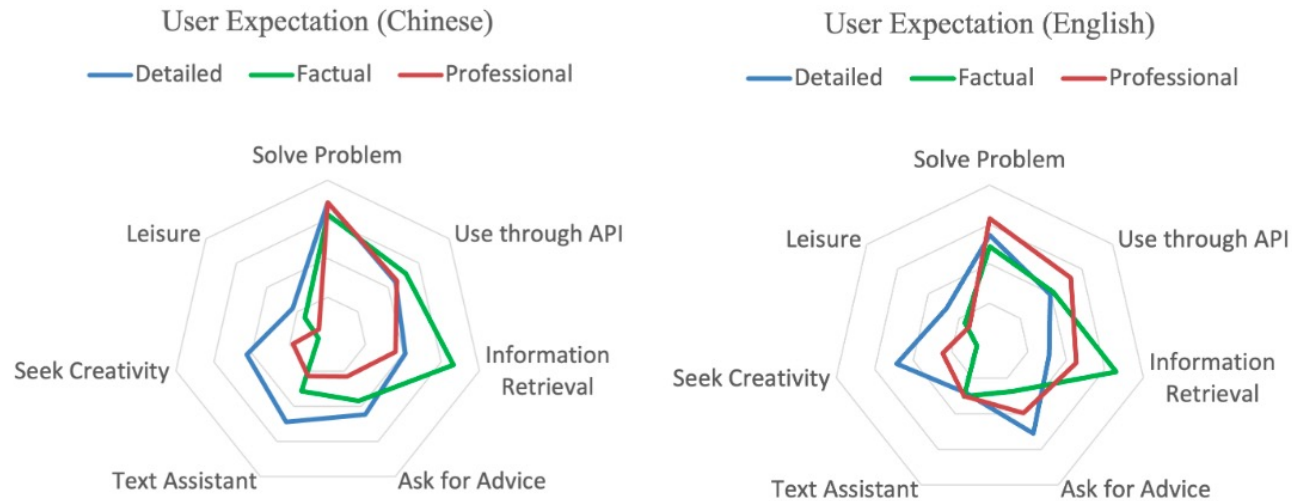 User Expectation (Chinese)
Detailed Factual Professional
Solve Problem
Leisure
Use through API
Seek Creativity
Information
Retrieval
Text Assistant
Ask for Advice
User Expectation (English)
Detailed Factual Professional
Solve Problem
Leisure
Use through API
Seek Creativity
Information
Retrieval
Text Assistant
Ask for Advice